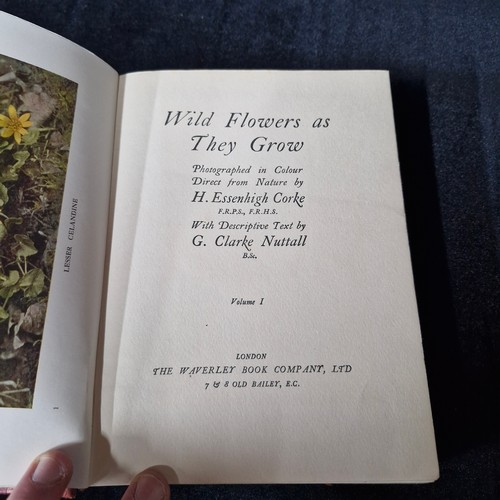 LESSER CELANDINE
1
Wild Flowers as
They Grow
Photographed in Colour
Direct from Nature by
H. Essenhigh Corke
F.R.P.S., F.R.H.S.
With Descriptive Text by
G. Clarke Nuttall
B.Sc.
Volume I
LONDON
THE WAVERLEY BOOK COMPANY, LTD
7 & 8 OLD BAILEY, E.C.